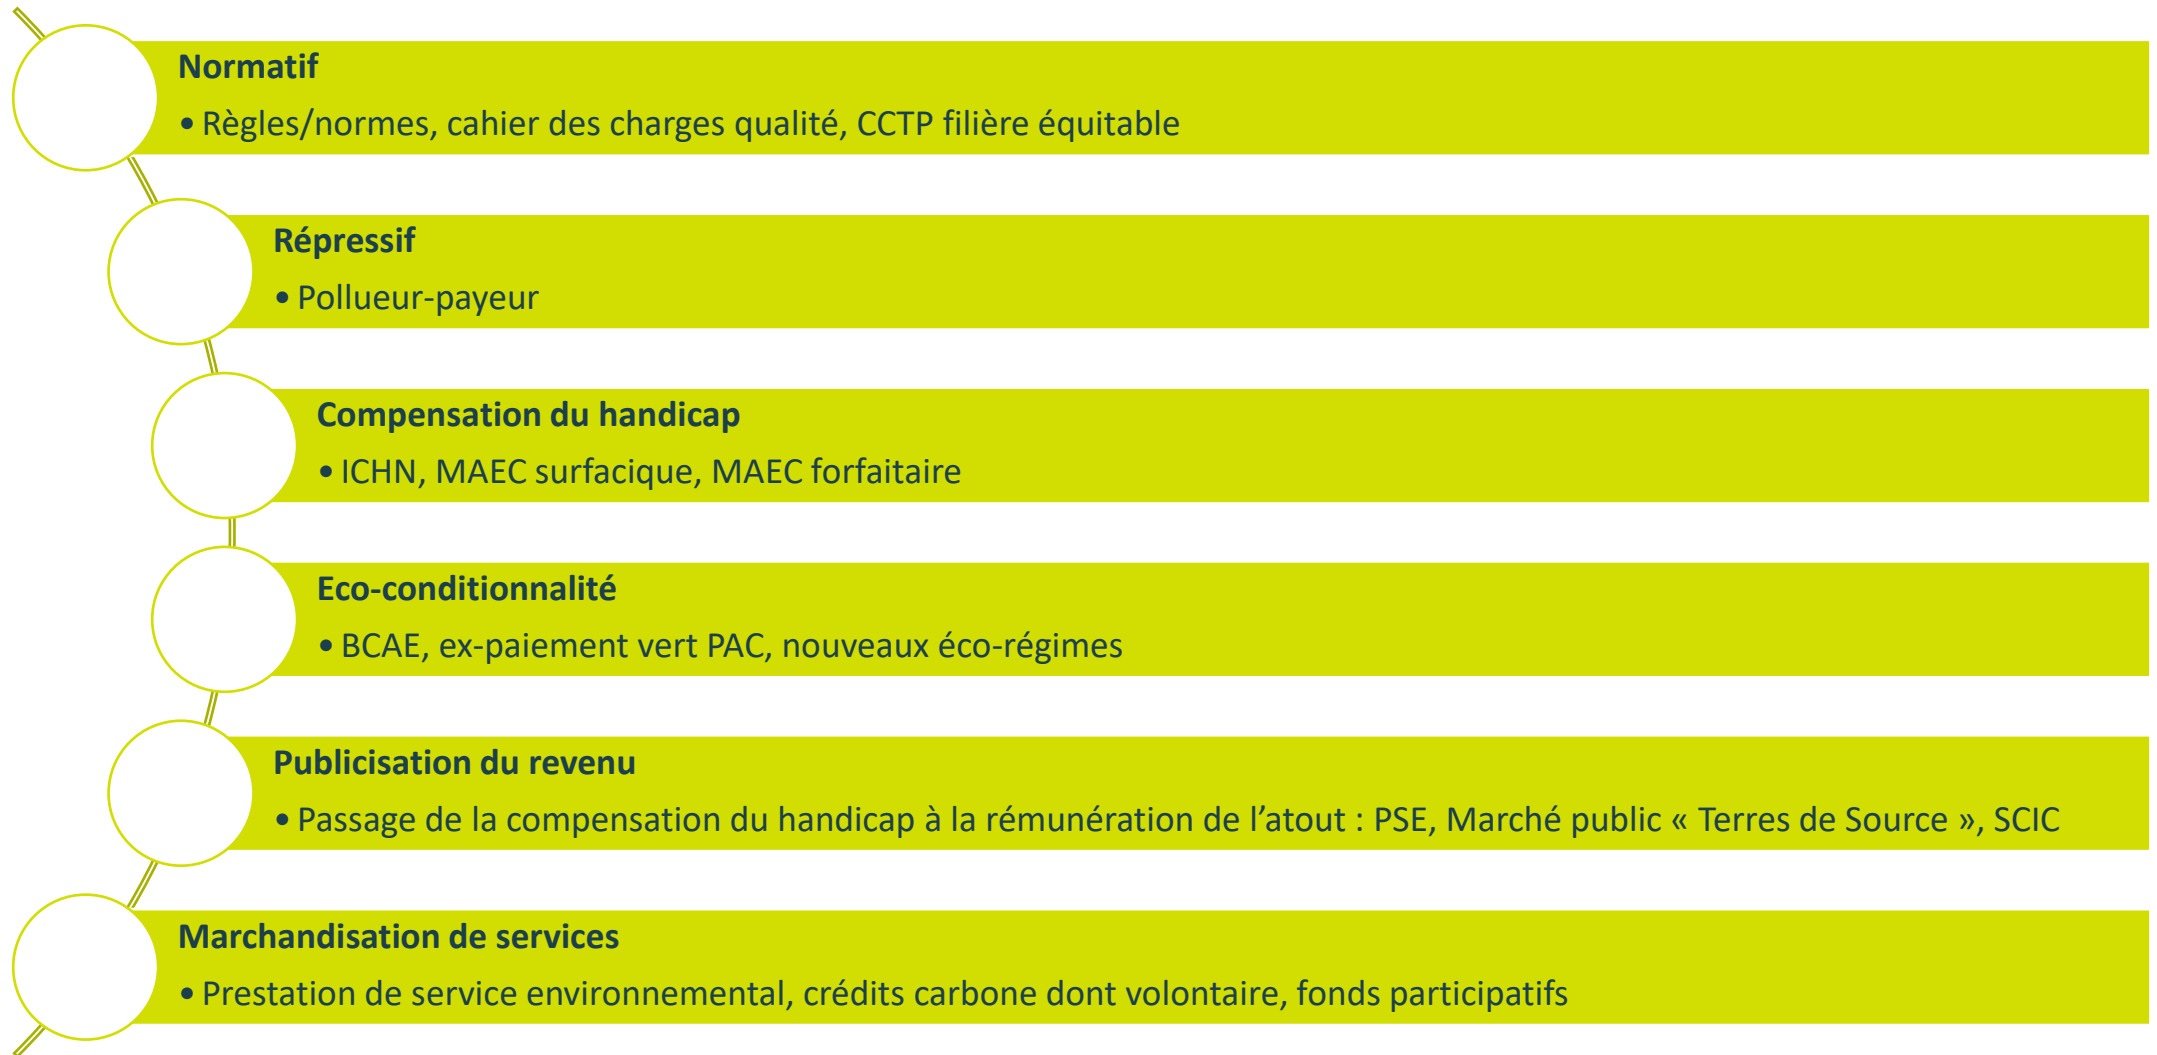 Normatif
• Règles/normes, cahier des charges qualité, CCTP filière équitable
Répressif
• Pollueur-payeur
Compensation du handicap
• ICHN, MAEC surfacique, MAEC forfaitaire
Eco-conditionnalité
• BCAE, ex-paiement vert PAC, nouveaux éco-régimes
Publicisation du revenu
• Passage de la compensation du handicap à la rémunération de l’atout : PSE, Marché public « Terres de Source », SCIC
Marchandisation de services
• Prestation de service environnemental, crédits carbone dont volontaire, fonds participatifs